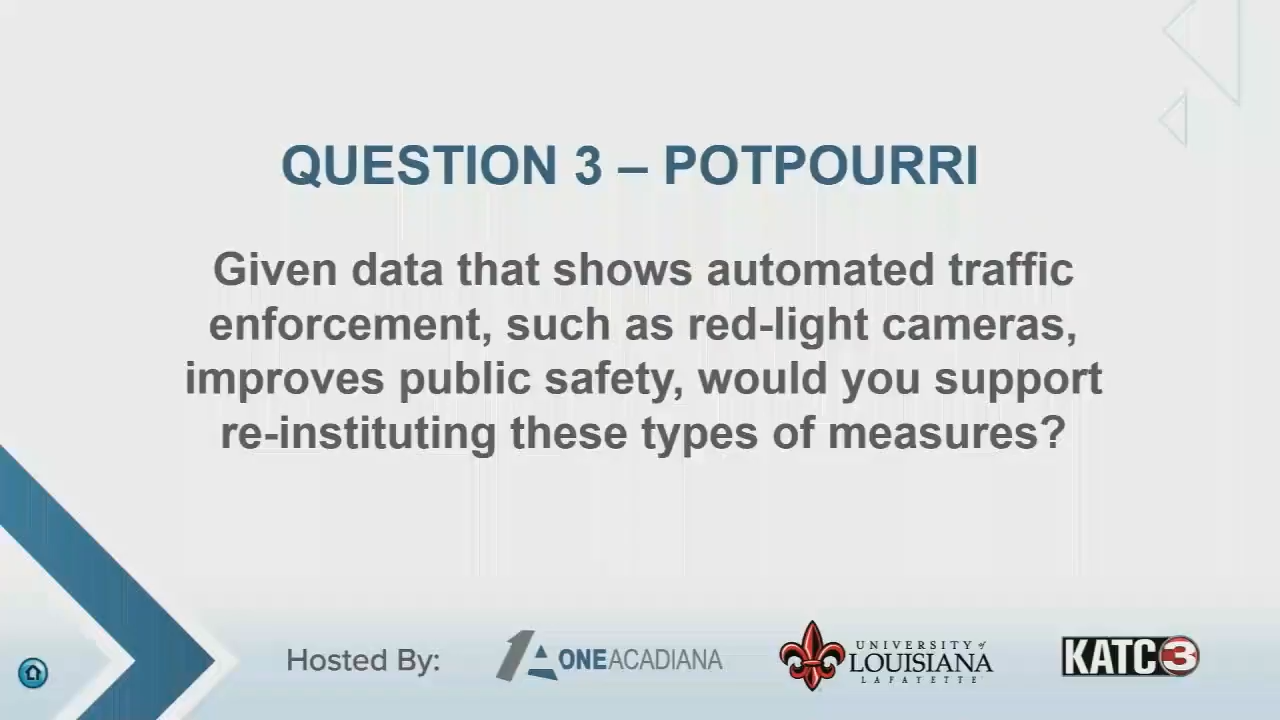 QUESTION 3 – POTPOURRI
Given data that shows automated traffic
enforcement, such as red-light cameras,
improves public safety, would you support
re-instituting these types of measures?
Hosted By:
1A ONEACADIANA
UNIVERSITY of
LOUISIANA
LAFAYETTE
KATC3